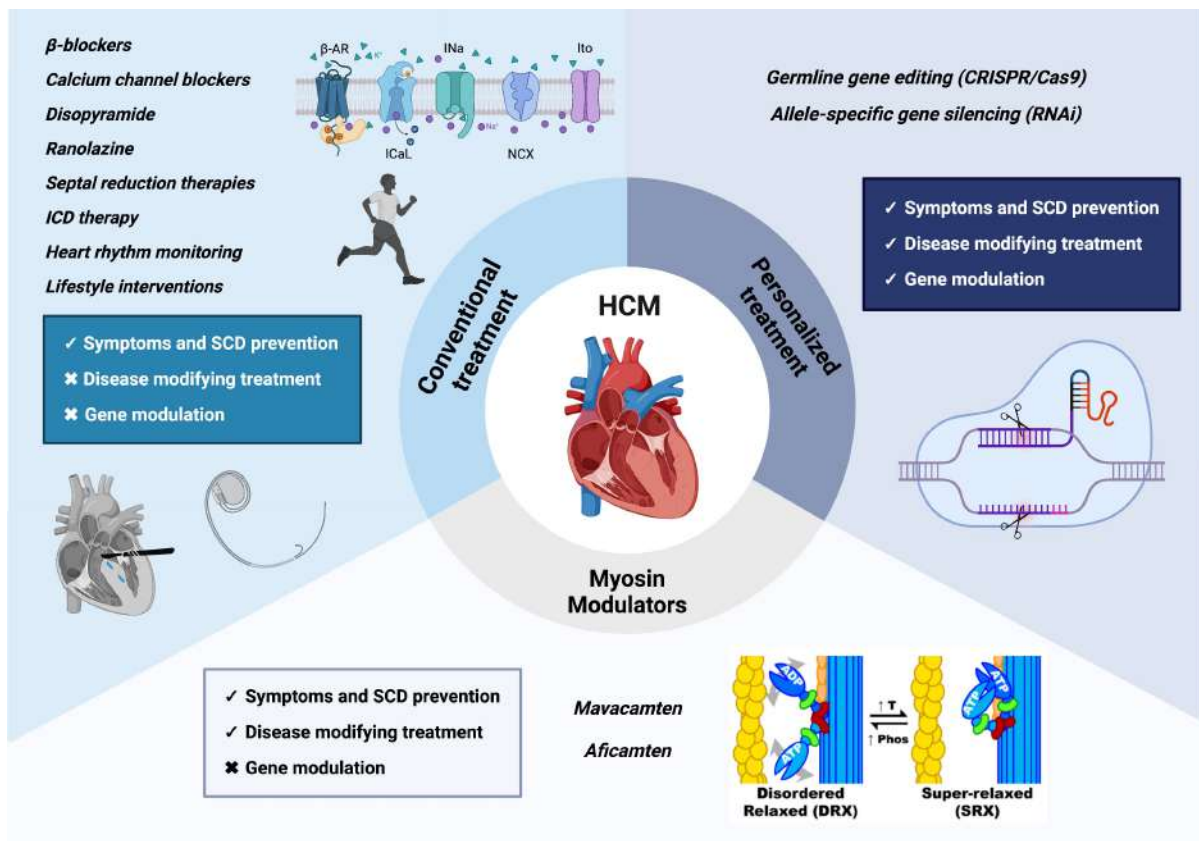 β-blockers
Calcium channel blockers
Disopyramide
Ranolazine
Septal reduction therapies
ICD therapy
Heart rhythm monitoring
Lifestyle interventions
β-AR
K⁺
INa
Ito
Na⁺
ICaL
NCX
✓ Symptoms and SCD prevention
✖ Disease modifying treatment
✖ Gene modulation
Conventional
treatment
HCM
Personalized
treatment
Myosin
Modulators
Germline gene editing (CRISPR/Cas9)
Allele-specific gene silencing (RNAi)
✓ Symptoms and SCD prevention
✓ Disease modifying treatment
✓ Gene modulation
✓ Symptoms and SCD prevention
✓ Disease modifying treatment
✖ Gene modulation
Mavacamten
Aficamten
ADP
ATP
↑ T
↑ Phos
ATP
ATP
Disordered
Relaxed (DRX)
Super-relaxed
(SRX)